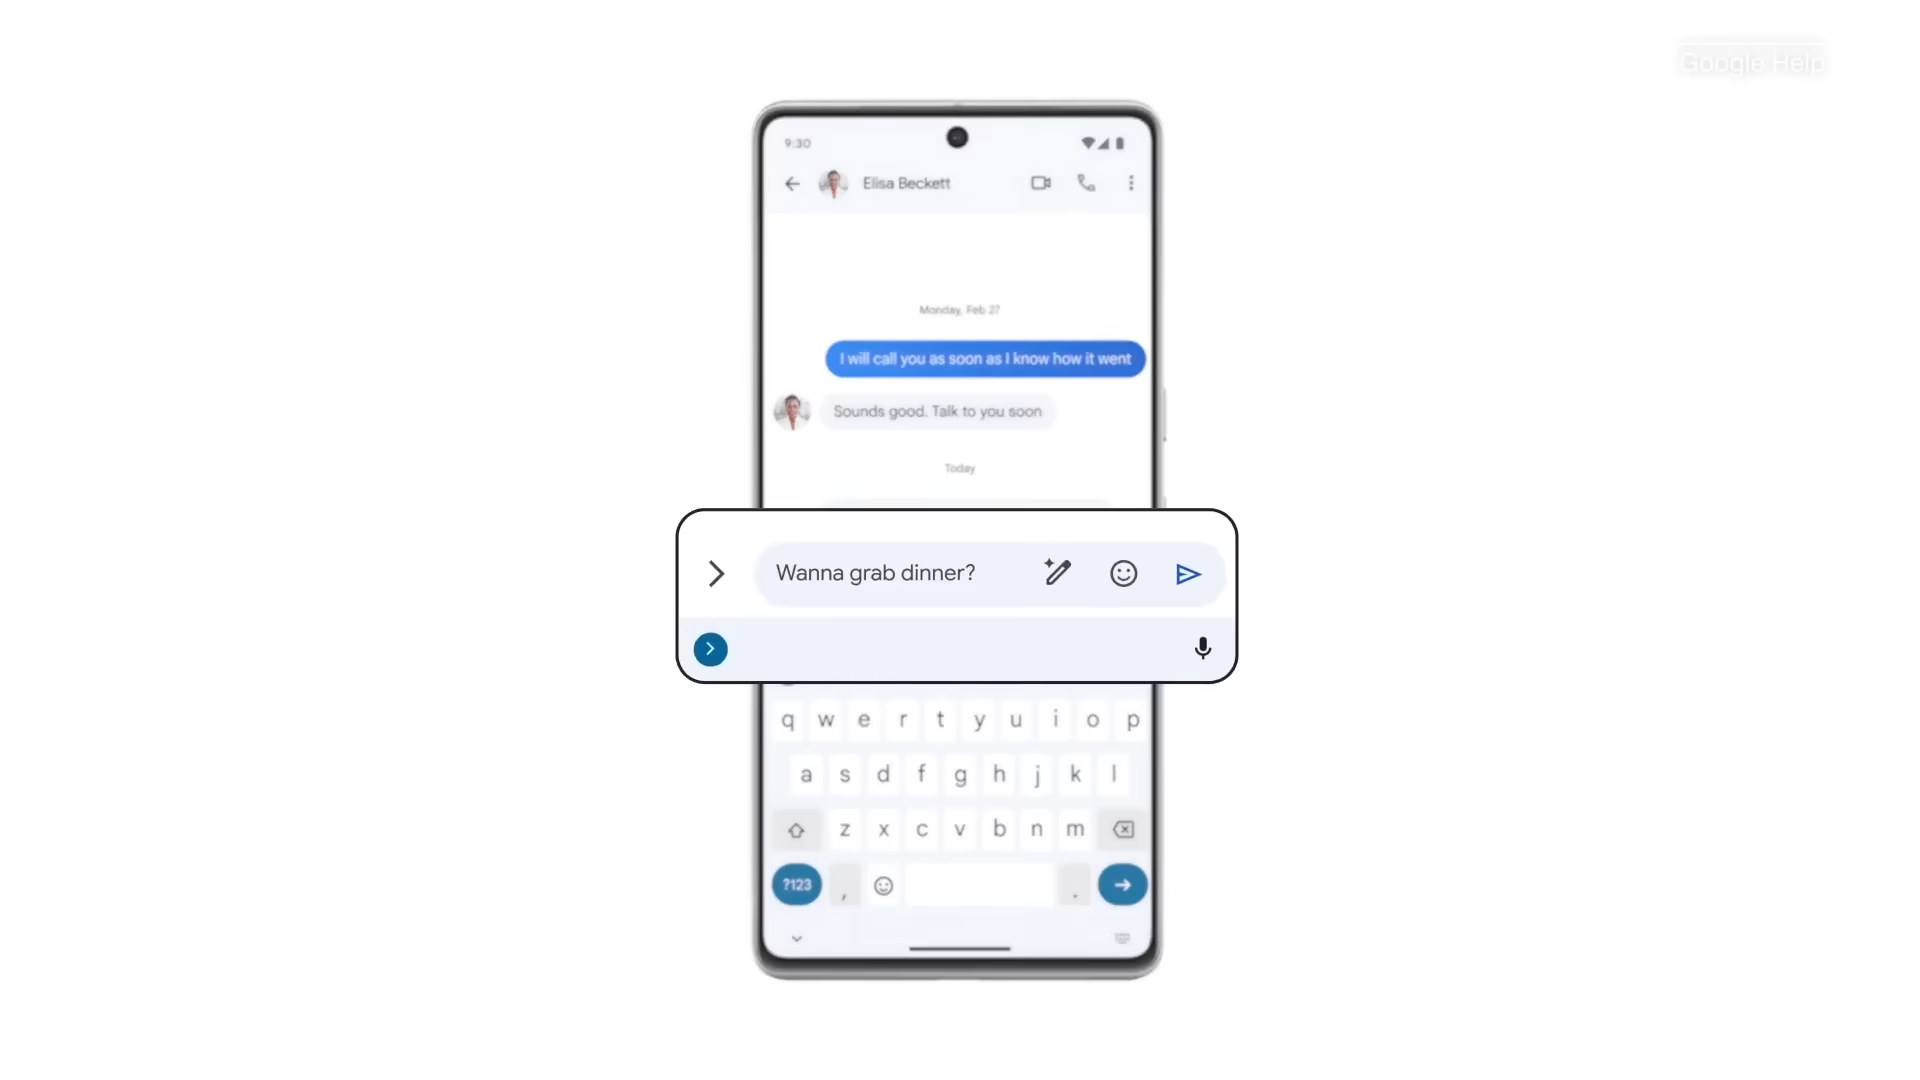 Google Help
9:30
Elisa Beckett
Monday, Feb 27
I will call you as soon as I know how it went
Sounds good. Talk to you soon
Today
Wanna grab dinner?
q w e r t y u i o p
a s d f g h j k l
z x c v b n m
?123 , .